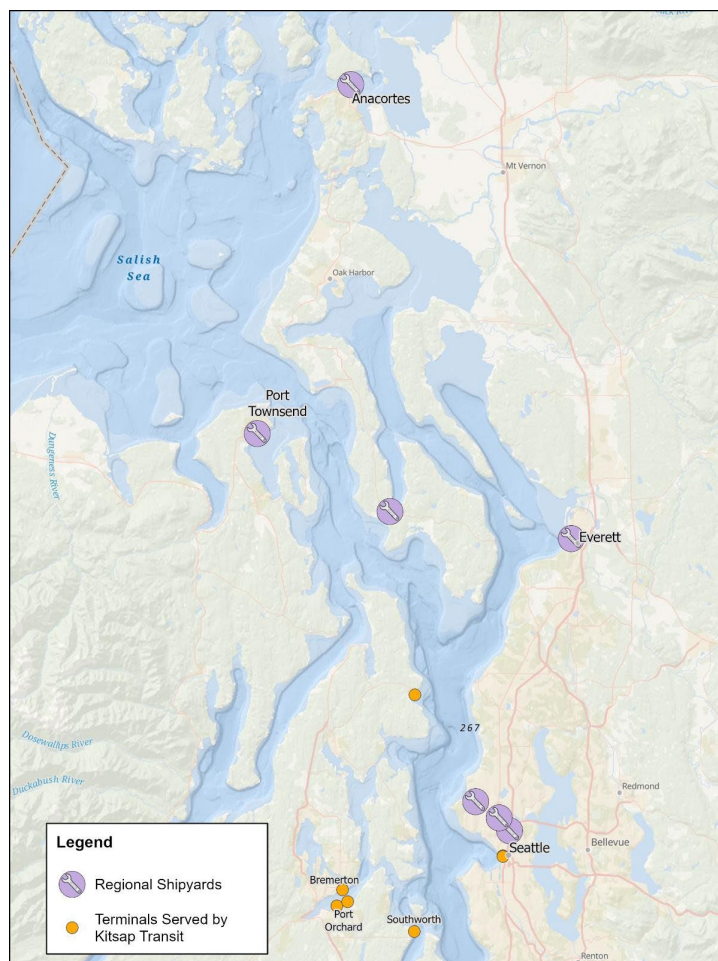 Anacortes
Mt Vernon
Salish
Sea
Oak Harbor
Port
Townsend
Dungeness River
Everett
267
Dosewallips River
Duckabush River
Redmond
Seattle
Bellevue
Bremerton
Port
Orchard
Southworth
Renton
Legend
Regional Shipyards
Terminals Served by
Kitsap Transit